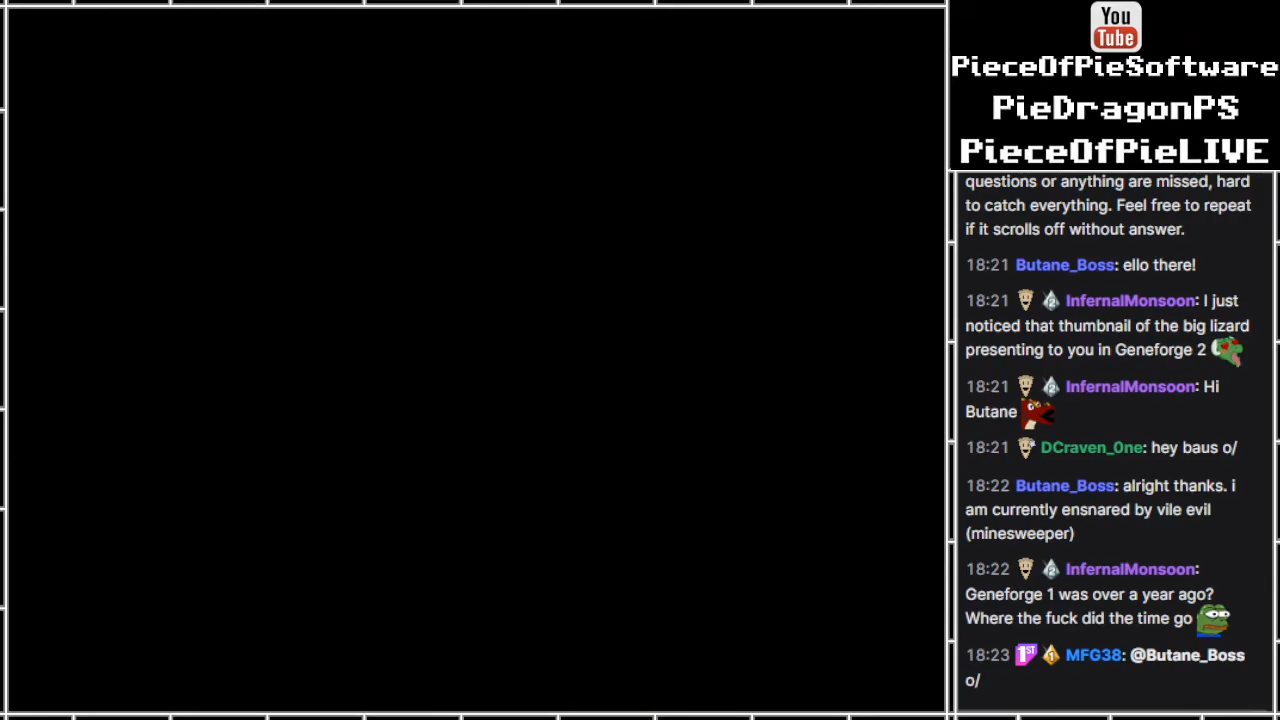 You
Tube
PieceOfPieSoftware
PieDragonPS
PieceOfPieLIVE
questions or anything are missed, hard
to catch everything. Feel free to repeat
if it scrolls off without answer.
18:21 Butane_Boss: ello there!
18:21 2 InfernalMonsoon: I just
noticed that thumbnail of the big lizard
presenting to you in Geneforge 2
18:21 2 InfernalMonsoon: Hi
Butane
18:21 DCraven_One: hey baus o/
18:22 Butane_Boss: alright thanks. i
am currently ensnared by vile evil
(minesweeper)
18:22 2 InfernalMonsoon:
Geneforge 1 was over a year ago?
Where the fuck did the time go
18:23 1ST 1 MFG38: @Butane_Boss
o/